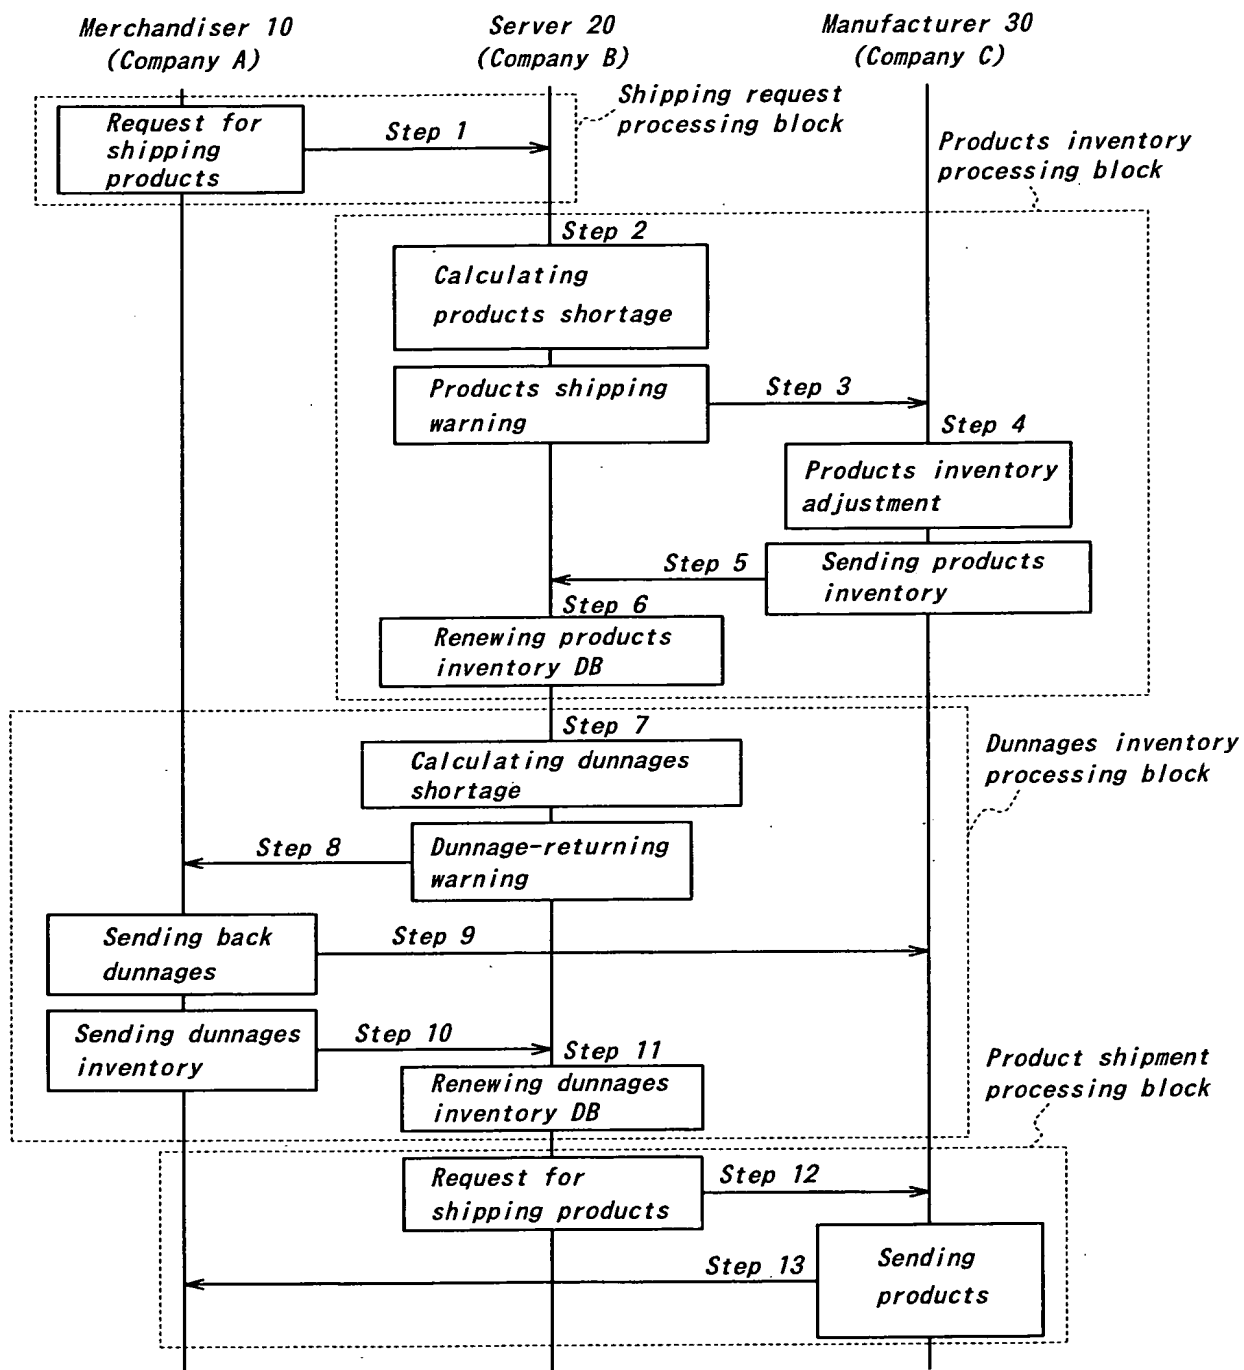 Merchandiser 10
(Company A)
Server 20
(Company B)
Manufacturer 30
(Company C)
Shipping request
processing block
Request for
shipping
products
Step 1
Products inventory
processing block
Step 2
Calculating
products shortage
Products shipping
warning
Step 3
Step 4
Products inventory
adjustment
Step 5
Sending products
inventory
Step 6
Renewing products
inventory DB
Step 7
Calculating dunnages
shortage
Dunnages inventory
processing block
Step 8
Dunnage-returning
warning
Sending back
dunnages
Step 9
Sending dunnages
inventory
Step 10
Step 11
Renewing dunnages
inventory DB
Product shipment
processing block
Request for
shipping products
Step 12
Step 13
Sending
products